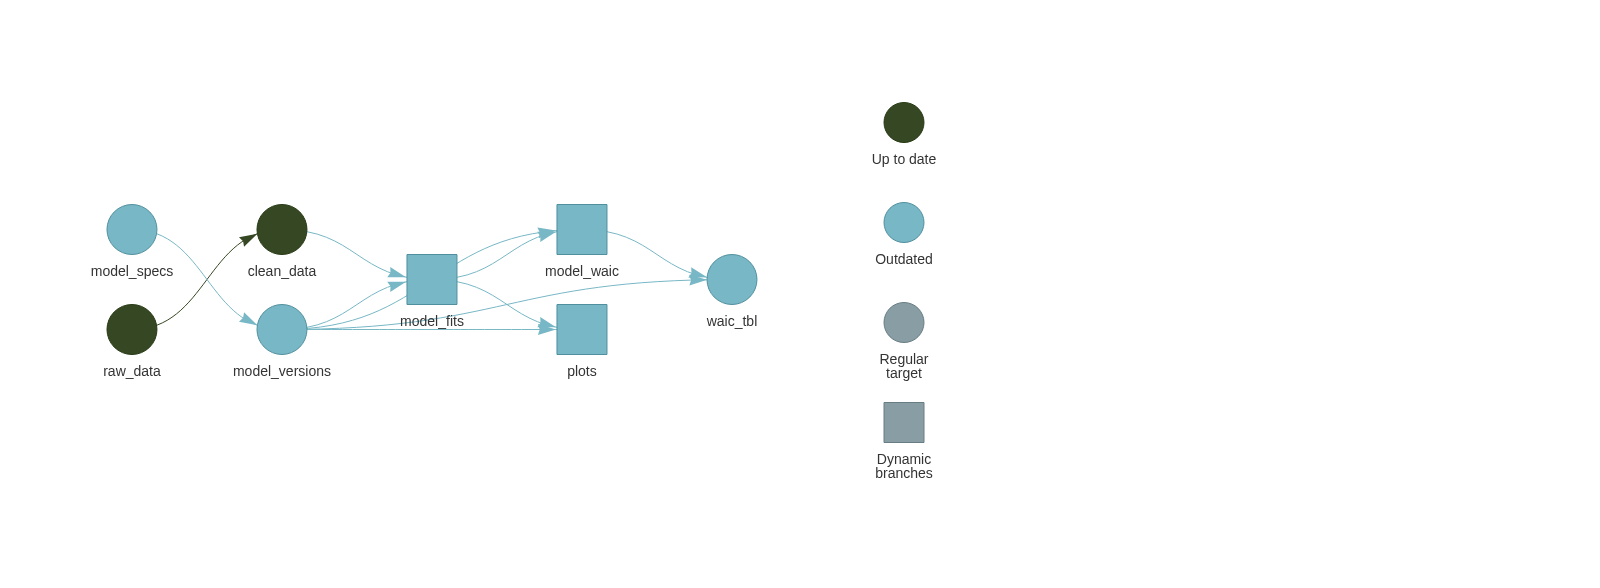 model_specs
clean_data
raw_data
model_versions
model_fits
model_waic
plots
waic_tbl
Up to date
Outdated
Regular
target
Dynamic
branches